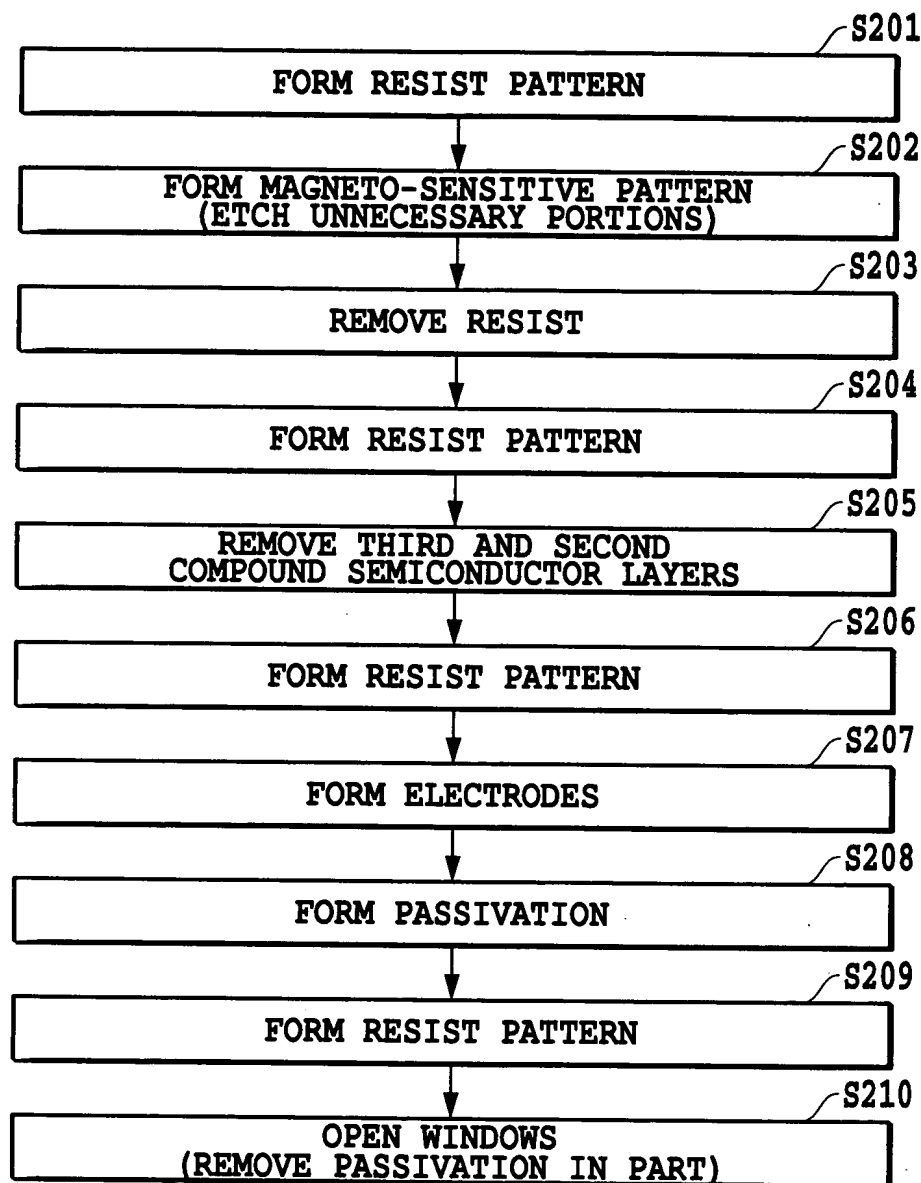 S201
FORM RESIST PATTERN
S202
FORM MAGNETO-SENSITIVE PATTERN
(ETCH UNNECESSARY PORTIONS)
S203
REMOVE RESIST
S204
FORM RESIST PATTERN
S205
REMOVE THIRD AND SECOND
COMPOUND SEMICONDUCTOR LAYERS
S206
FORM RESIST PATTERN
S207
FORM ELECTRODES
S208
FORM PASSIVATION
S209
FORM RESIST PATTERN
S210
OPEN WINDOWS
(REMOVE PASSIVATION IN PART)